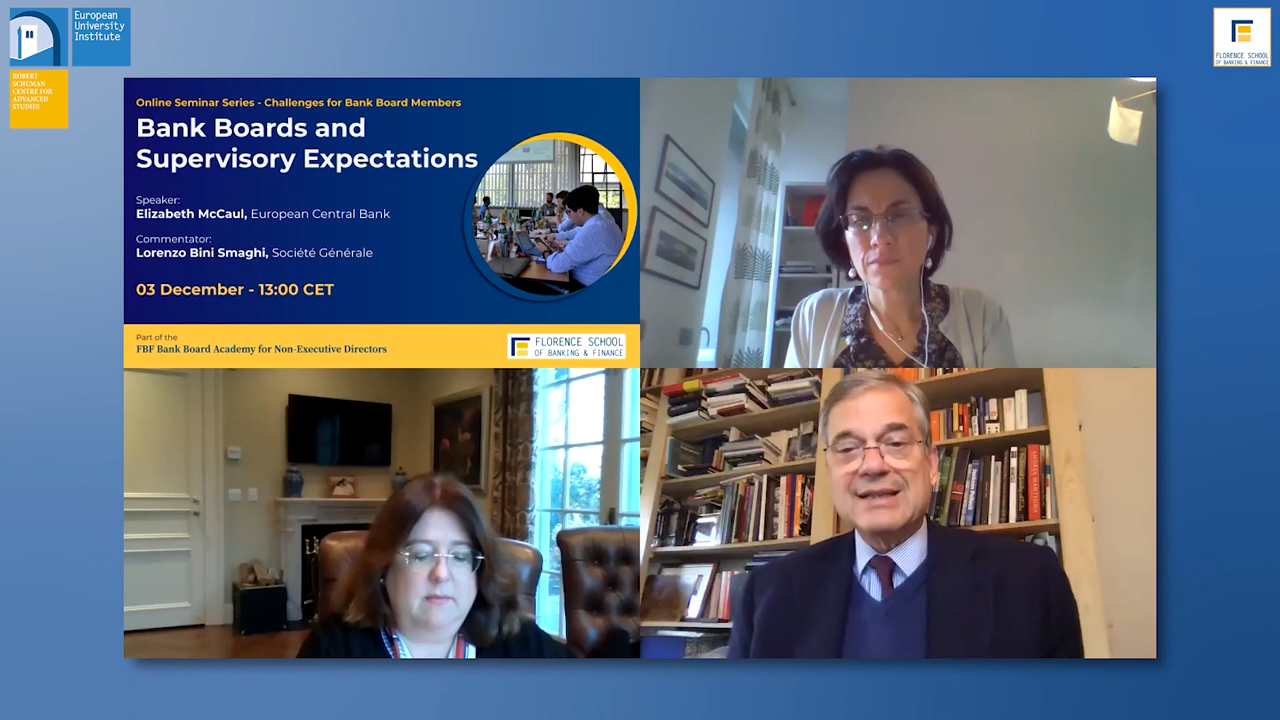 European
University
Institute
ROBERT
SCHUMAN
CENTRE FOR
ADVANCED
STUDIES
FLORENCE SCHOOL
OF BANKING & FINANCE
Online Seminar Series - Challenges for Bank Board Members
Bank Boards and
Supervisory Expectations
Speaker:
Elizabeth McCaul, European Central Bank
Commentator:
Lorenzo Bini Smaghi, Société Générale
03 December - 13:00 CET
Part of the
FBF Bank Board Academy for Non-Executive Directors
FLORENCE SCHOOL
OF BANKING & FINANCE